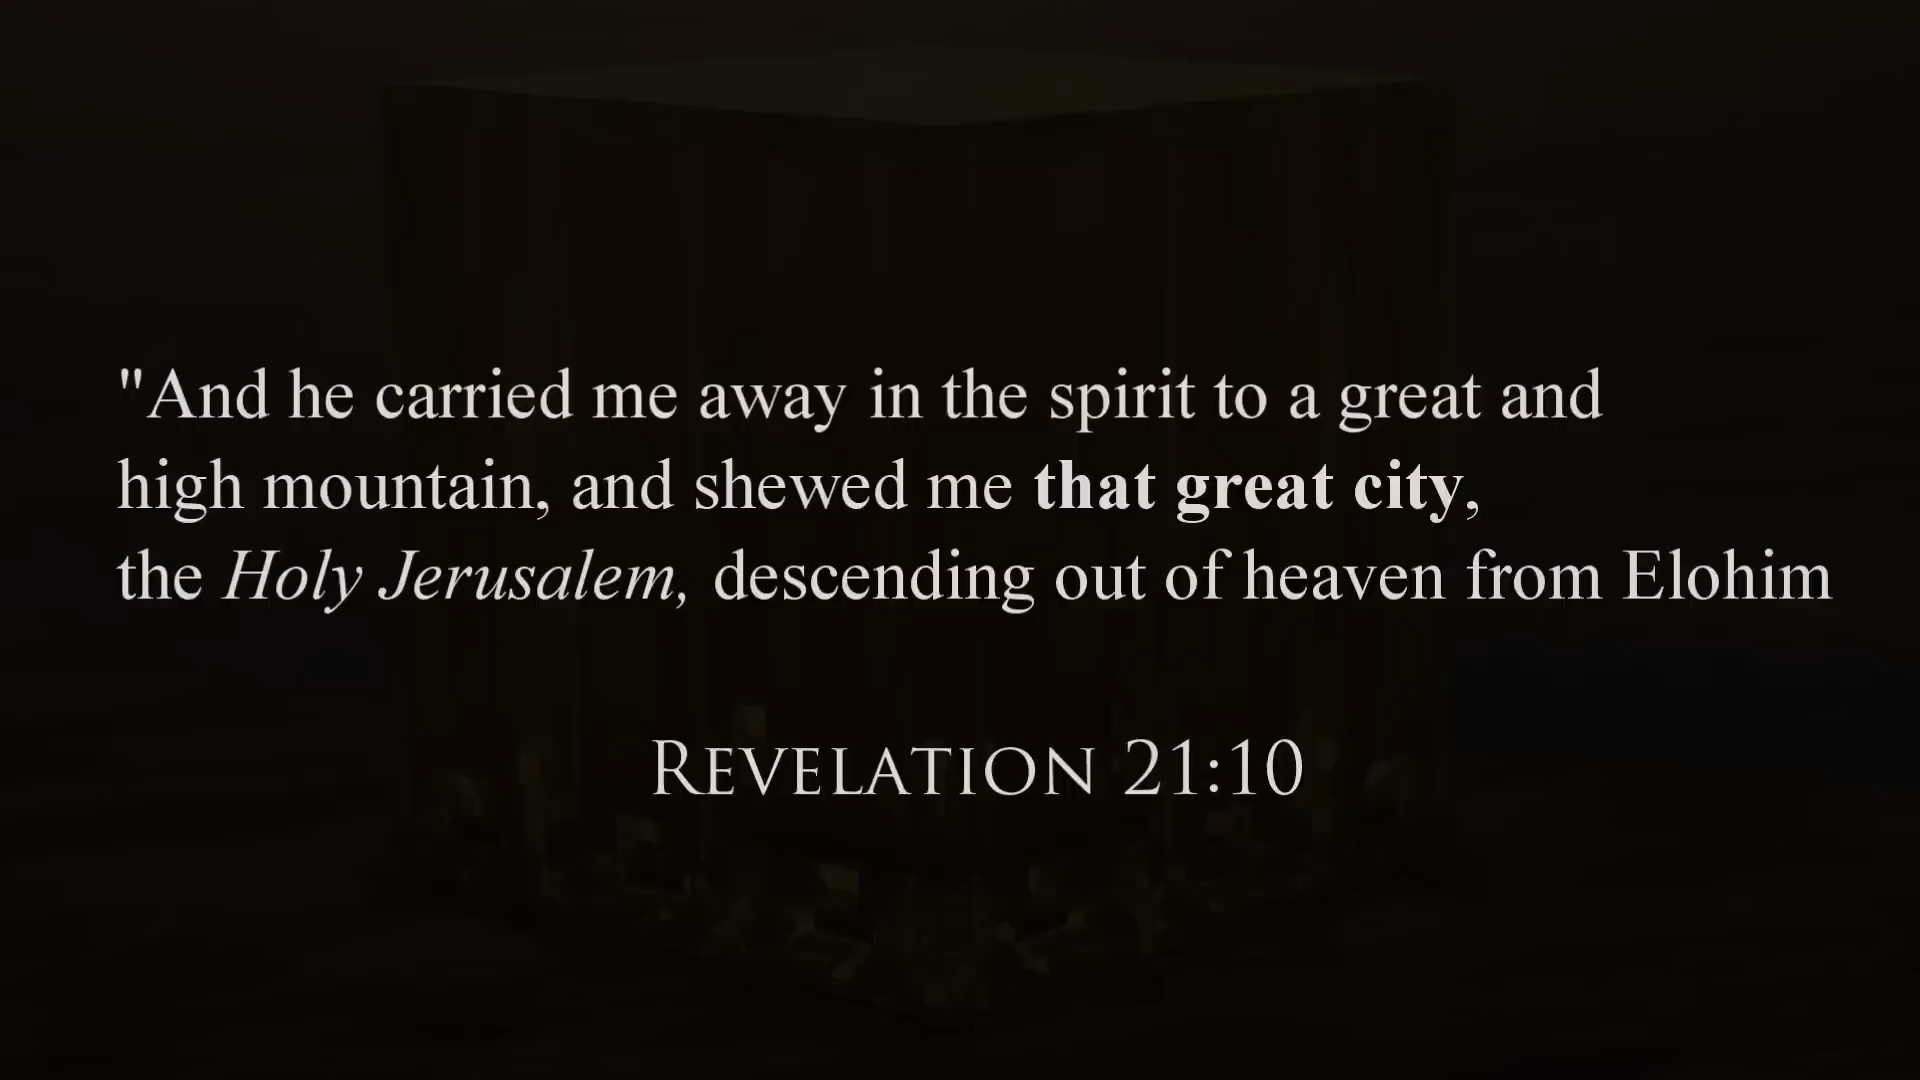 "And he carried me away in the spirit to a great and
high mountain, and shewed me that great city,
the Holy Jerusalem, descending out of heaven from Elohim
REVELATION 21:10